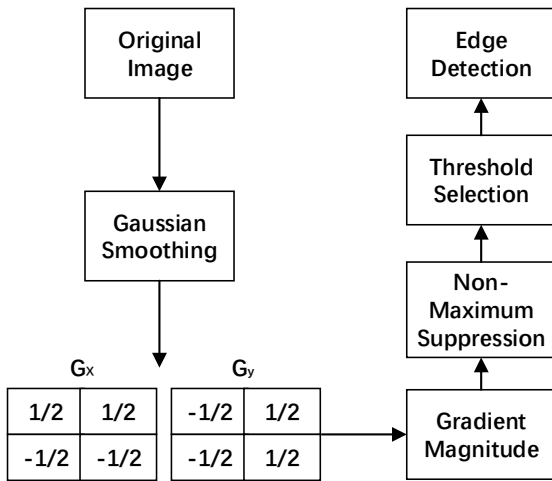 Original
Image
Gaussian
Smoothing
Gx
1/2 1/2
-1/2 -1/2
Gy
-1/2 1/2
-1/2 1/2
Gradient
Magnitude
Non-
Maximum
Suppression
Threshold
Selection
Edge
Detection